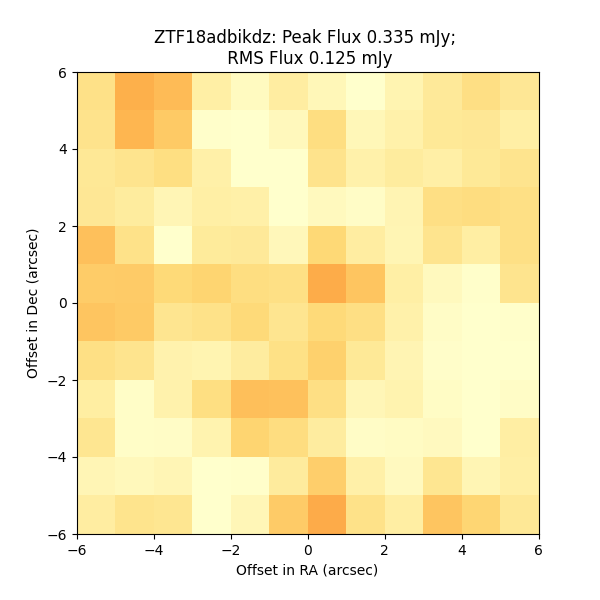 ZTF18adbikdz: Peak Flux 0.335 mJy;
RMS Flux 0.125 mJy
6
4
2
0
−2
−4
−6
Offset in Dec (arcsec)
−6 −4 −2 0 2 4 6
Offset in RA (arcsec)